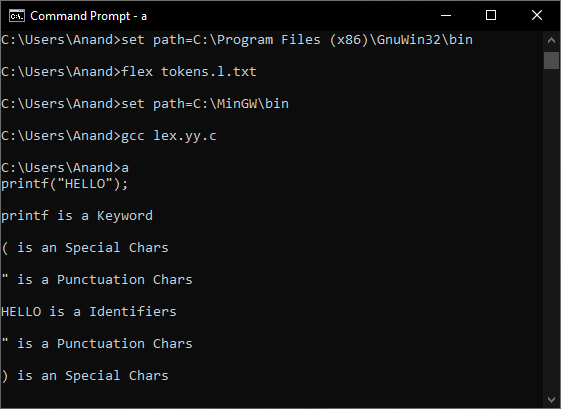 Command Prompt - a
C:\Users\Anand>set path=C:\Program Files (x86)\GnuWin32\bin
C:\Users\Anand>flex tokens.l.txt
C:\Users\Anand>set path=C:\MinGW\bin
C:\Users\Anand>gcc lex.yy.c
C:\Users\Anand>a
printf("HELLO");
printf is a Keyword
( is an Special Chars
" is a Punctuation Chars
HELLO is a Identifiers
" is a Punctuation Chars
) is an Special Chars